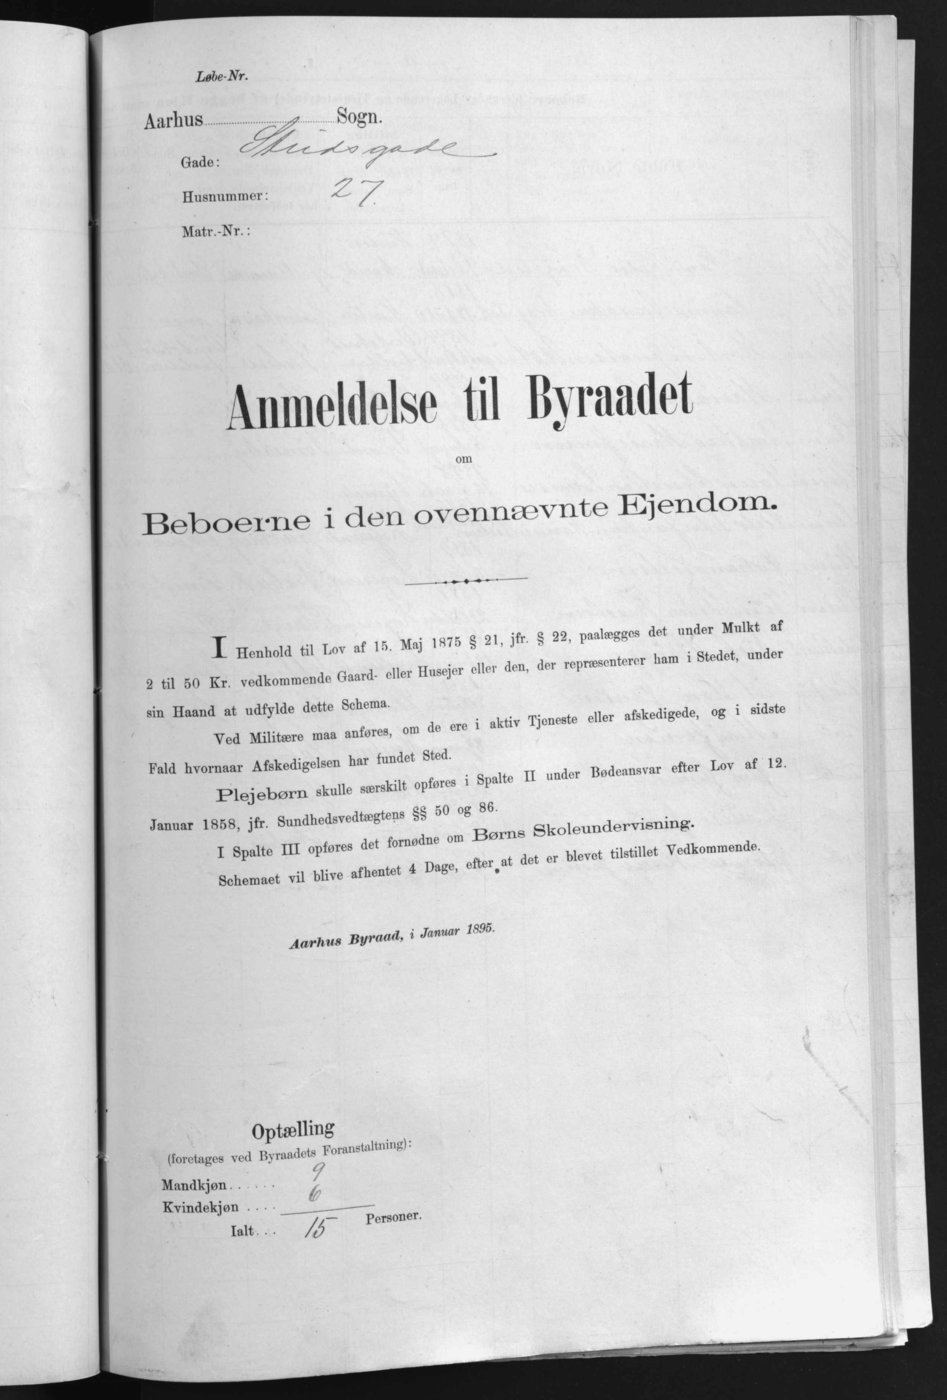 Løbe-Nr.
Aarhus Sogn.
Gade: Studsgade
Husnummer: 27.
Matr.-Nr.:
Anmeldelse til Byraadet
om
Beboerne i den ovennævnte Ejendom.
I Henhold til Lov af 15. Maj 1875 § 21, jfr. § 22, paalægges det under Mulkt af
2 til 50 Kr. vedkommende Gaard- eller Husejer eller den, der repræsenterer ham i Stedet, under
sin Haand at udfylde dette Schema.
Ved Militære maa anføres, om de ere i aktiv Tjeneste eller afskedigede, og i sidste
Fald hvornaar Afskedigelsen har fundet Sted.
Plejebørn skulle særskilt opføres i Spalte II under Bødeansvar efter Lov af 12.
Januar 1858, jfr. Sundhedsvedtægtens §§ 50 og 86.
I Spalte III opføres det fornødne om Børns Skoleundervisning.
Schemaet vil blive afhentet 4 Dage, efter at det er blevet tilstillet Vedkommende.
Aarhus Byraad, i Januar 1895.
Optælling
(foretages ved Byraadets Foranstaltning):
Mandkjøn...... 9
Kvindekjøn.... 6
Ialt... 15 Personer.